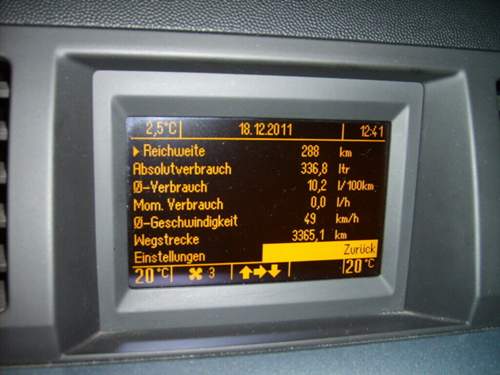 2,5°C 18.12.2011 12:41
Reichweite 288 km
Absolutverbrauch 336,8 ltr
Ø-Verbrauch 10,2 l/100km
Mom. Verbrauch 0,0 l/h
Ø-Geschwindigkeit 49 km/h
Wegstrecke 3365,1 km
Einstellungen Zurück
20°C 3 20°C